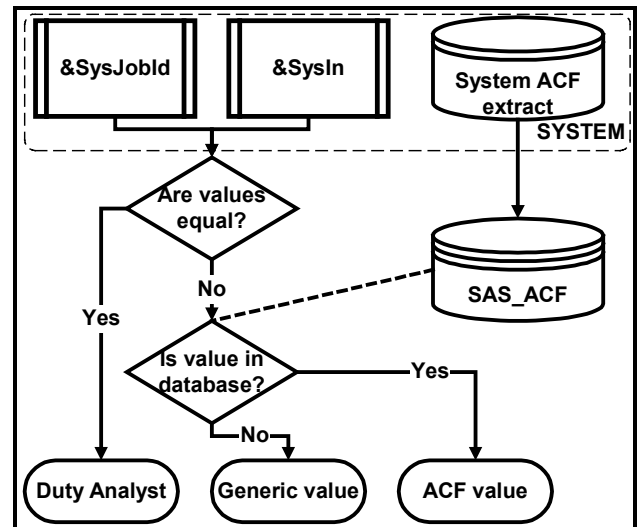 &SysJobId
&SysIn
System ACF
extract
SYSTEM
Are values
equal?
SAS_ACF
No
Yes
Is value in
database?
Yes
No
Duty Analyst
Generic value
ACF value